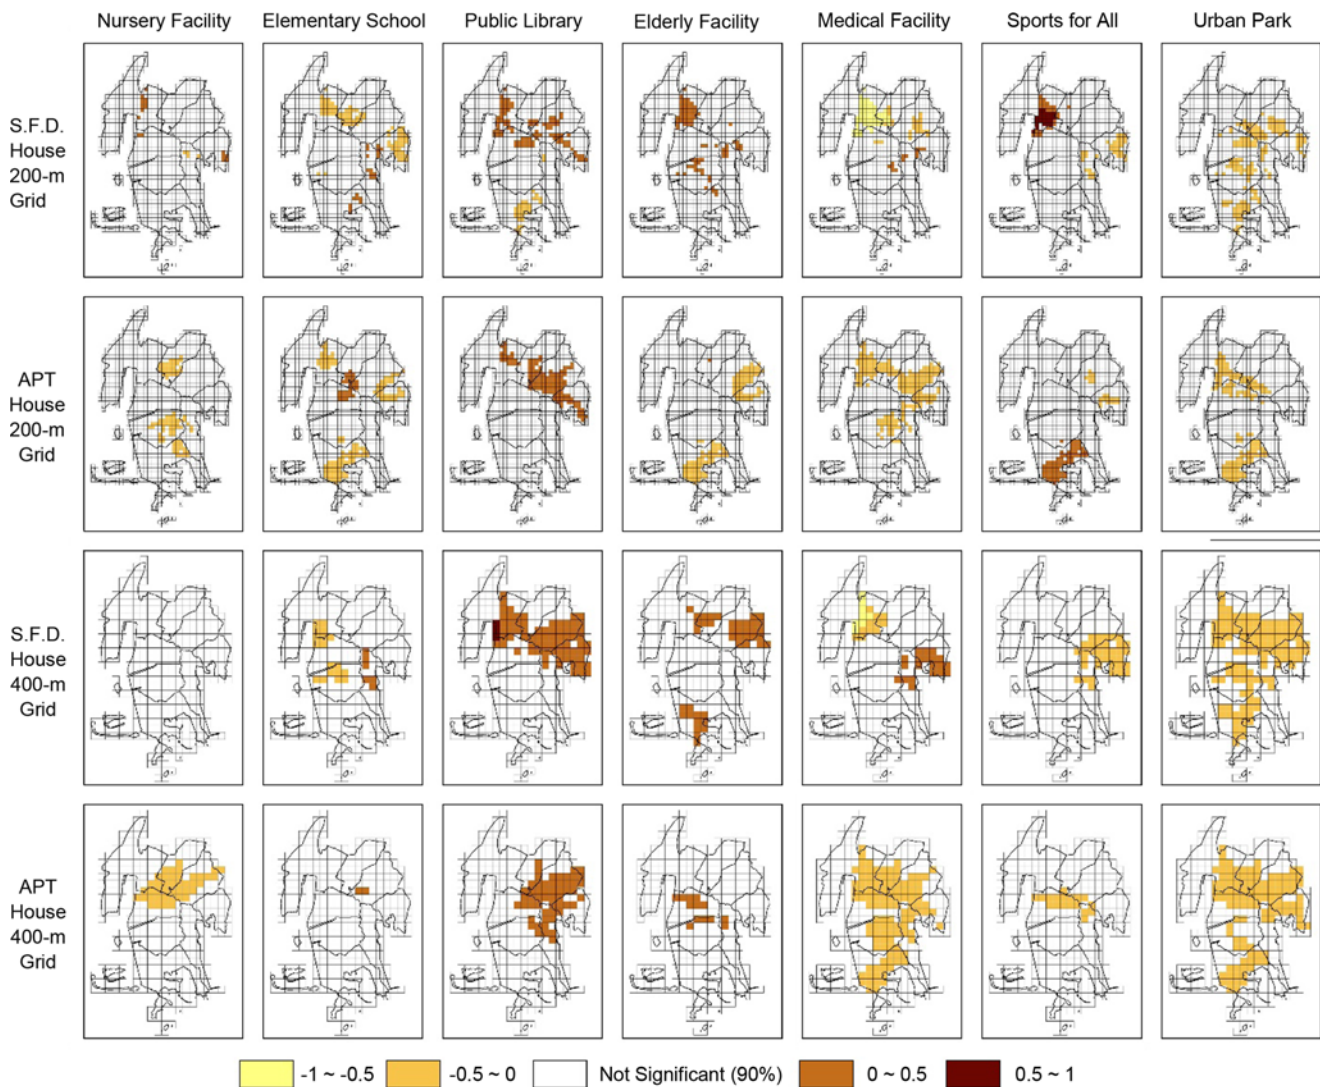 Nursery Facility Elementary School Public Library Elderly Facility Medical Facility Sports for All Urban Park
S.F.D.
House
200-m
Grid
APT
House
200-m
Grid
S.F.D.
House
400-m
Grid
APT
House
400-m
Grid
-1 ~ -0.5 -0.5 ~ 0 Not Significant (90%) 0 ~ 0.5 0.5 ~ 1